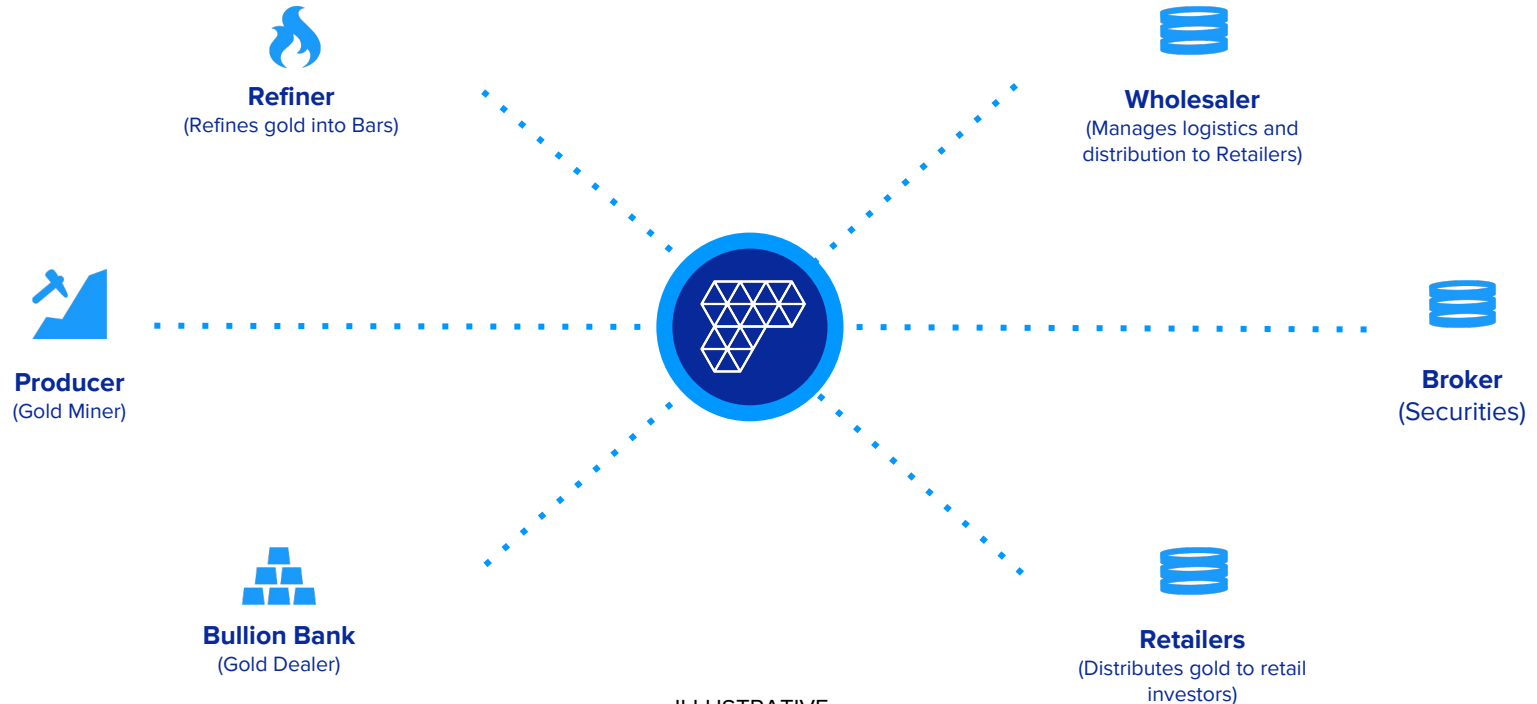 Refiner
(Refines gold into Bars)
Wholesaler
(Manages logistics and
distribution to Retailers)
Producer
(Gold Miner)
Broker
(Securities)
Bullion Bank
(Gold Dealer)
Retailers
(Distributes gold to retail
investors)
ILLUSTRATIVE